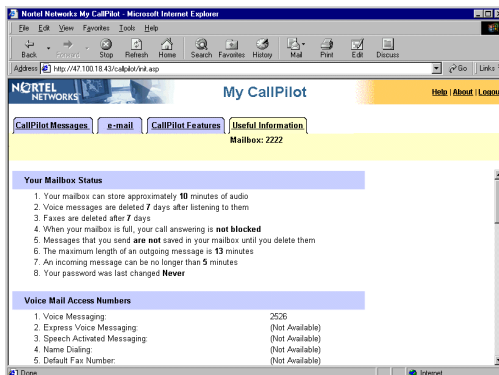 Nortel Networks My CallPilot - Microsoft Internet Explorer
File Edit View Favorites Tools Help
Back Forward Stop Refresh Home Search Favorites History Mail Print Edit Discuss
Address http://47.100.18.43/callpilot/init.asp Go Links
NORTEL NETWORKS
My CallPilot
Help | About | Logou
CallPilot Messages e-mail CallPilot Features Useful Information
Mailbox: 2222
Your Mailbox Status
1. Your mailbox can store approximately 10 minutes of audio
2. Voice messages are deleted 7 days after listening to them
3. Faxes are deleted after 7 days
4. When your mailbox is full, your call answering is not blocked
5. Messages that you send are not saved in your mailbox until you delete them
6. The maximum length of an outgoing message is 13 minutes
7. An incoming message can be no longer than 5 minutes
8. Your password was last changed Never
Voice Mail Access Numbers
1. Voice Messaging: 2526
2. Express Voice Messaging: (Not Available)
3. Speech Activated Messaging: (Not Available)
4. Name Dialing: (Not Available)
5. Default Fax Number: (Not Available)
Done Internet